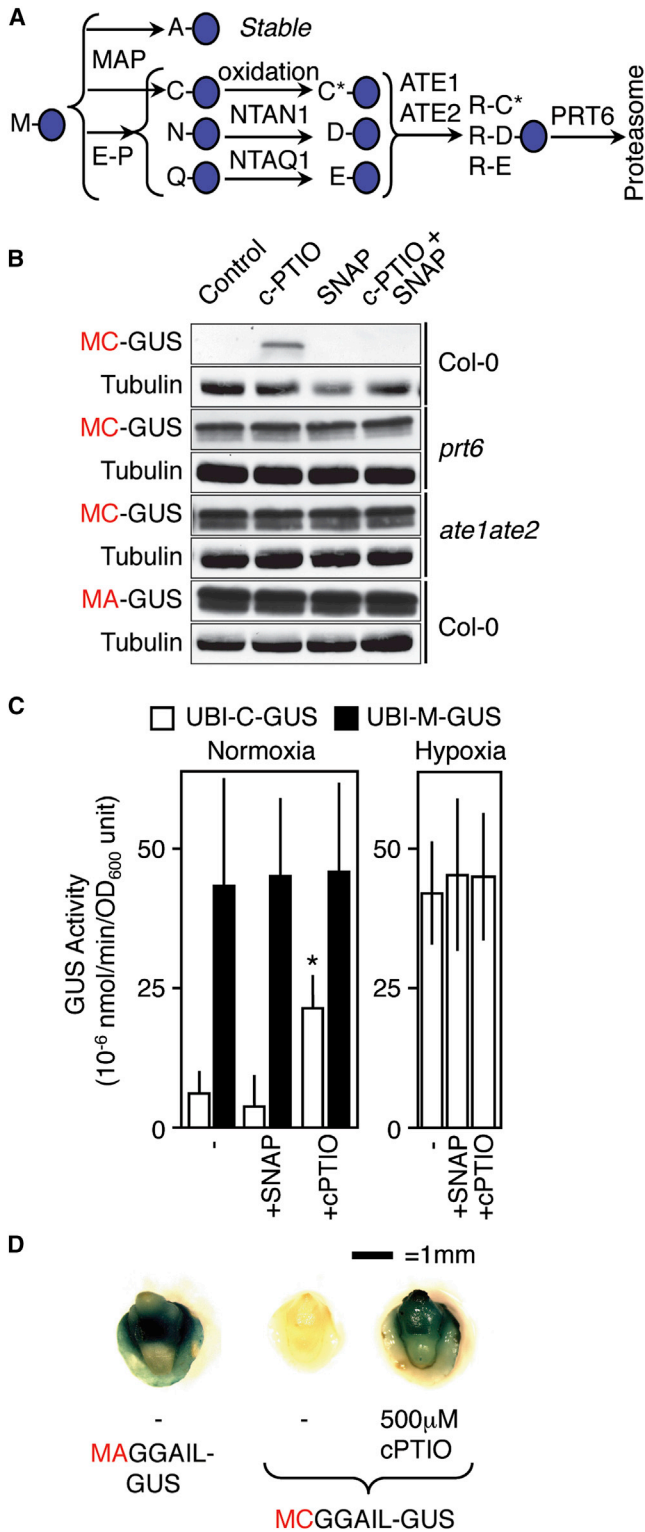 A
A- Stable
MAP
C- oxidation C*- ATE1
M- N- NTAN1 D- ATE2 R-C* R-D- R-E PRT6 Proteasome
E-P
Q- NTAQ1 E-
B
Control c-PTIO SNAP c-PTIO + SNAP
MC-GUS
Tubulin Col-0
MC-GUS
Tubulin prt6
MC-GUS
Tubulin ate1ate2
MA-GUS
Tubulin Col-0
C
UBI-C-GUS UBI-M-GUS
Normoxia Hypoxia
GUS Activity
(10-6 nmol/min/OD600 unit)
50 50
*
25 25
0 0
- +SNAP +cPTIO - +SNAP +cPTIO
D
=1mm
- - 500µM
MAGGAIL- cPTIO
GUS
MCGGAIL-GUS